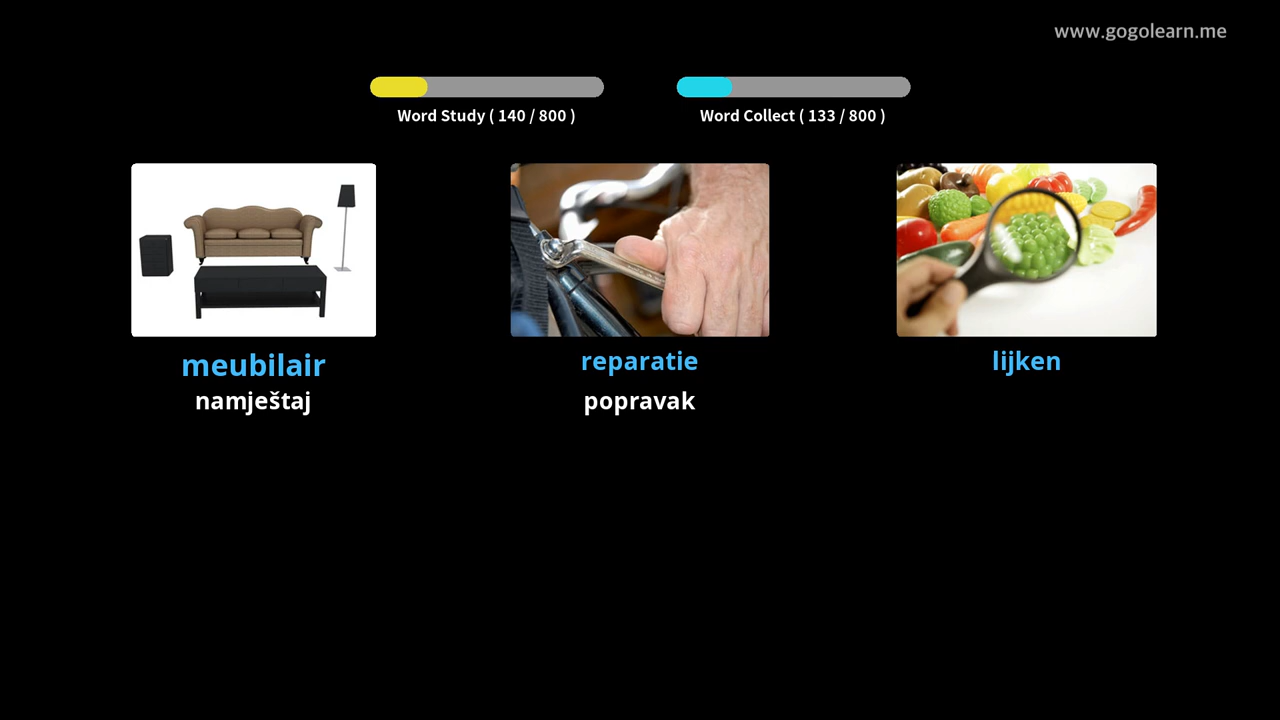 www.gogolearn.me
Word Study ( 140 / 800 )
Word Collect ( 133 / 800 )
meubilair
namještaj
reparatie
popravak
lijken